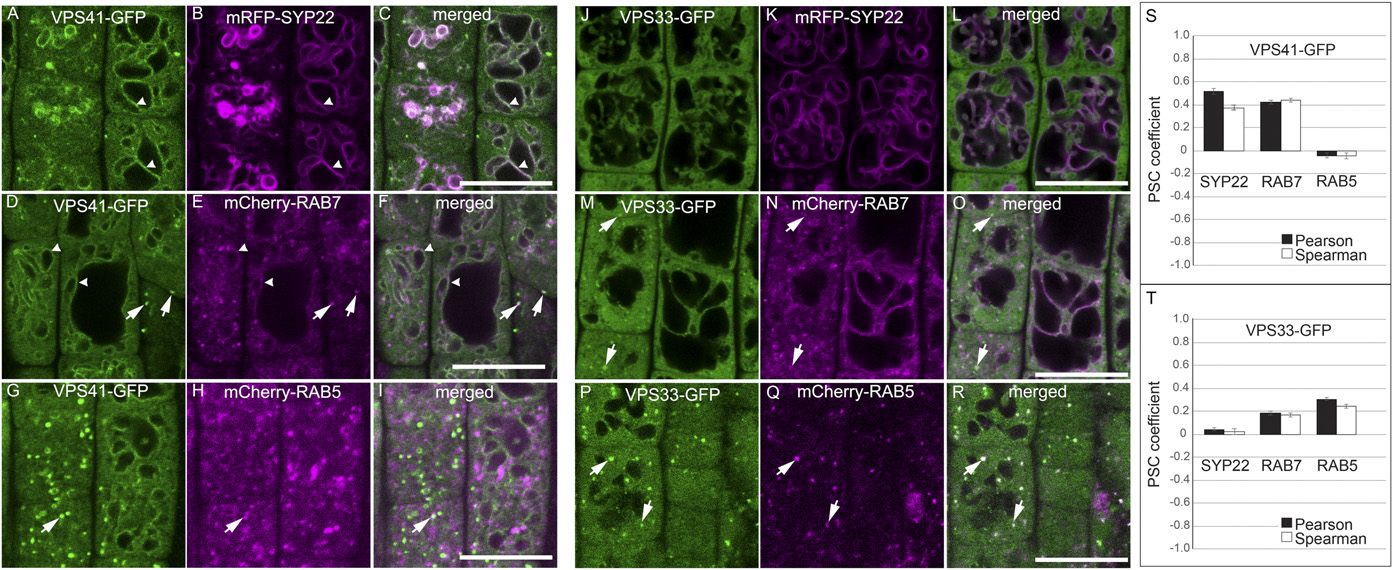 A VPS41-GFP
B mRFP-SYP22
C merged
D VPS41-GFP
E mCherry-RAB7
F merged
G VPS41-GFP
H mCherry-RAB5
I merged
J VPS33-GFP
K mRFP-SYP22
L merged
M VPS33-GFP
N mCherry-RAB7
O merged
P VPS33-GFP
Q mCherry-RAB5
R merged
S
VPS41-GFP
PSC coefficient
1.0
0.8
0.6
0.4
0.2
0
-0.2
-0.4
-0.6
-0.8
-1.0
SYP22 RAB7 RAB5
Pearson
Spearman
T
VPS33-GFP
PSC coefficient
1.0
0.8
0.6
0.4
0.2
0
-0.2
-0.4
-0.6
-0.8
-1.0
SYP22 RAB7 RAB5
Pearson
Spearman